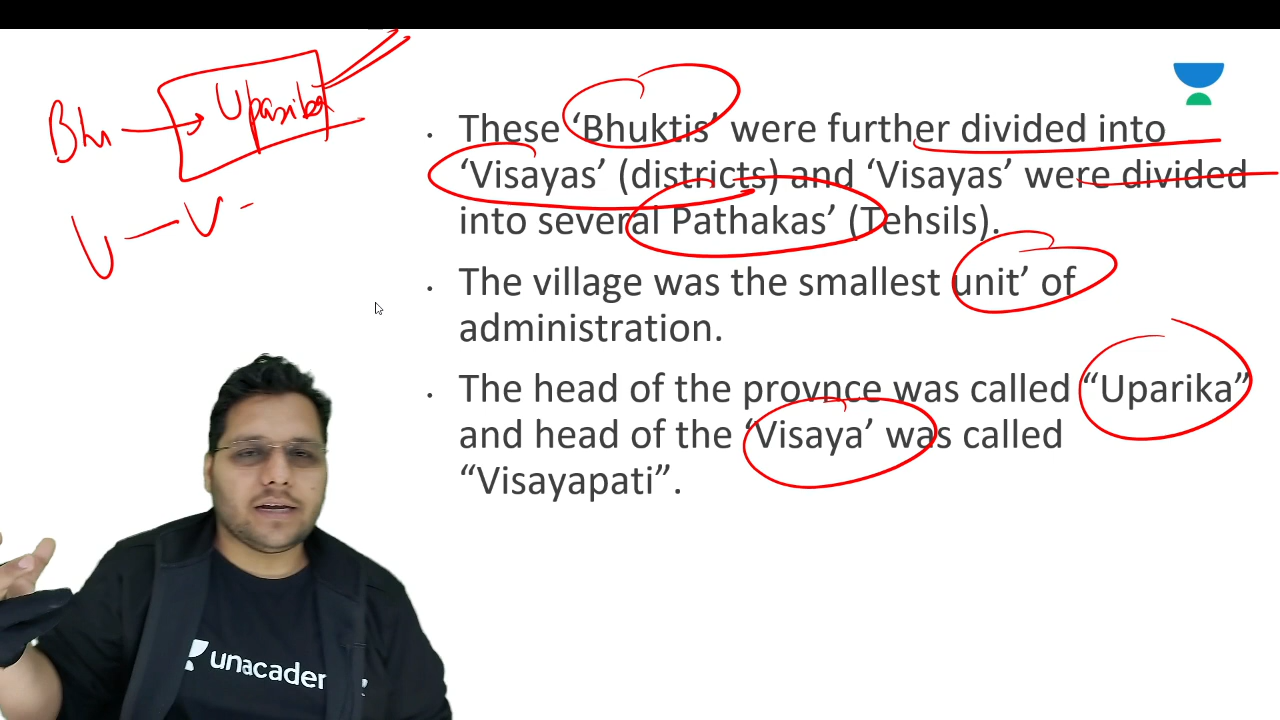 Bhu
Uparika
U - V -
• These ‘Bhuktis’ were further divided into
‘Visayas’ (districts) and ‘Visayas’ were divided
into several Pathakas’ (Tehsils).
• The village was the smallest unit’ of
administration.
• The head of the provnce was called “Uparika”
and head of the ‘Visaya’ was called
“Visayapati”.
unacadem